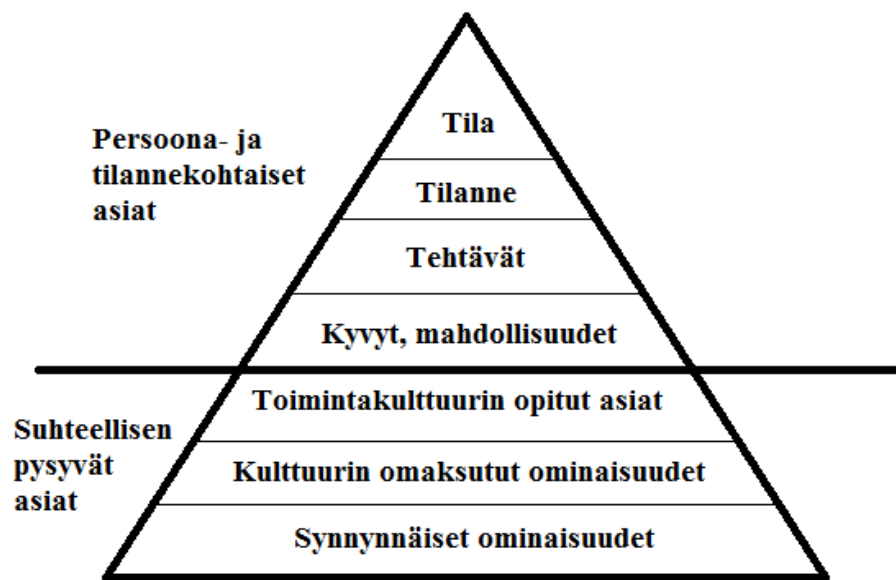 Tila
Persoona- ja
tilannekohtaiset
asiat
Tilanne
Tehtävät
Kyvyt, mahdollisuudet
Toimintakulttuurin opitut asiat
Suhteellisen
pysyvät
asiat
Kulttuurin omaksutut ominaisuudet
Synnynnäiset ominaisuudet